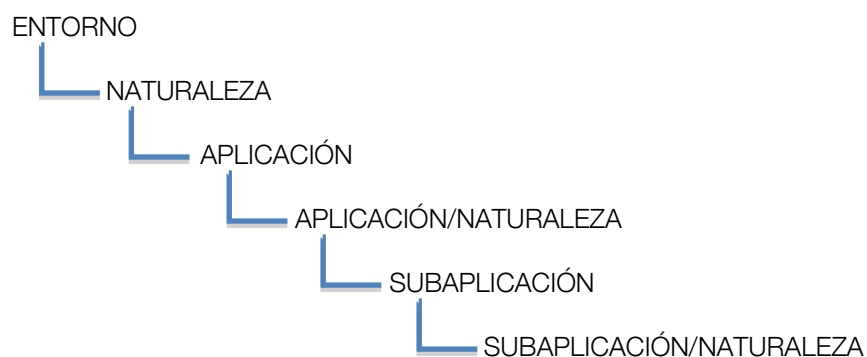 ENTORNO
NATURALEZA
APLICACIÓN
APLICACIÓN/NATURALEZA
SUBAPLICACIÓN
SUBAPLICACIÓN/NATURALEZA